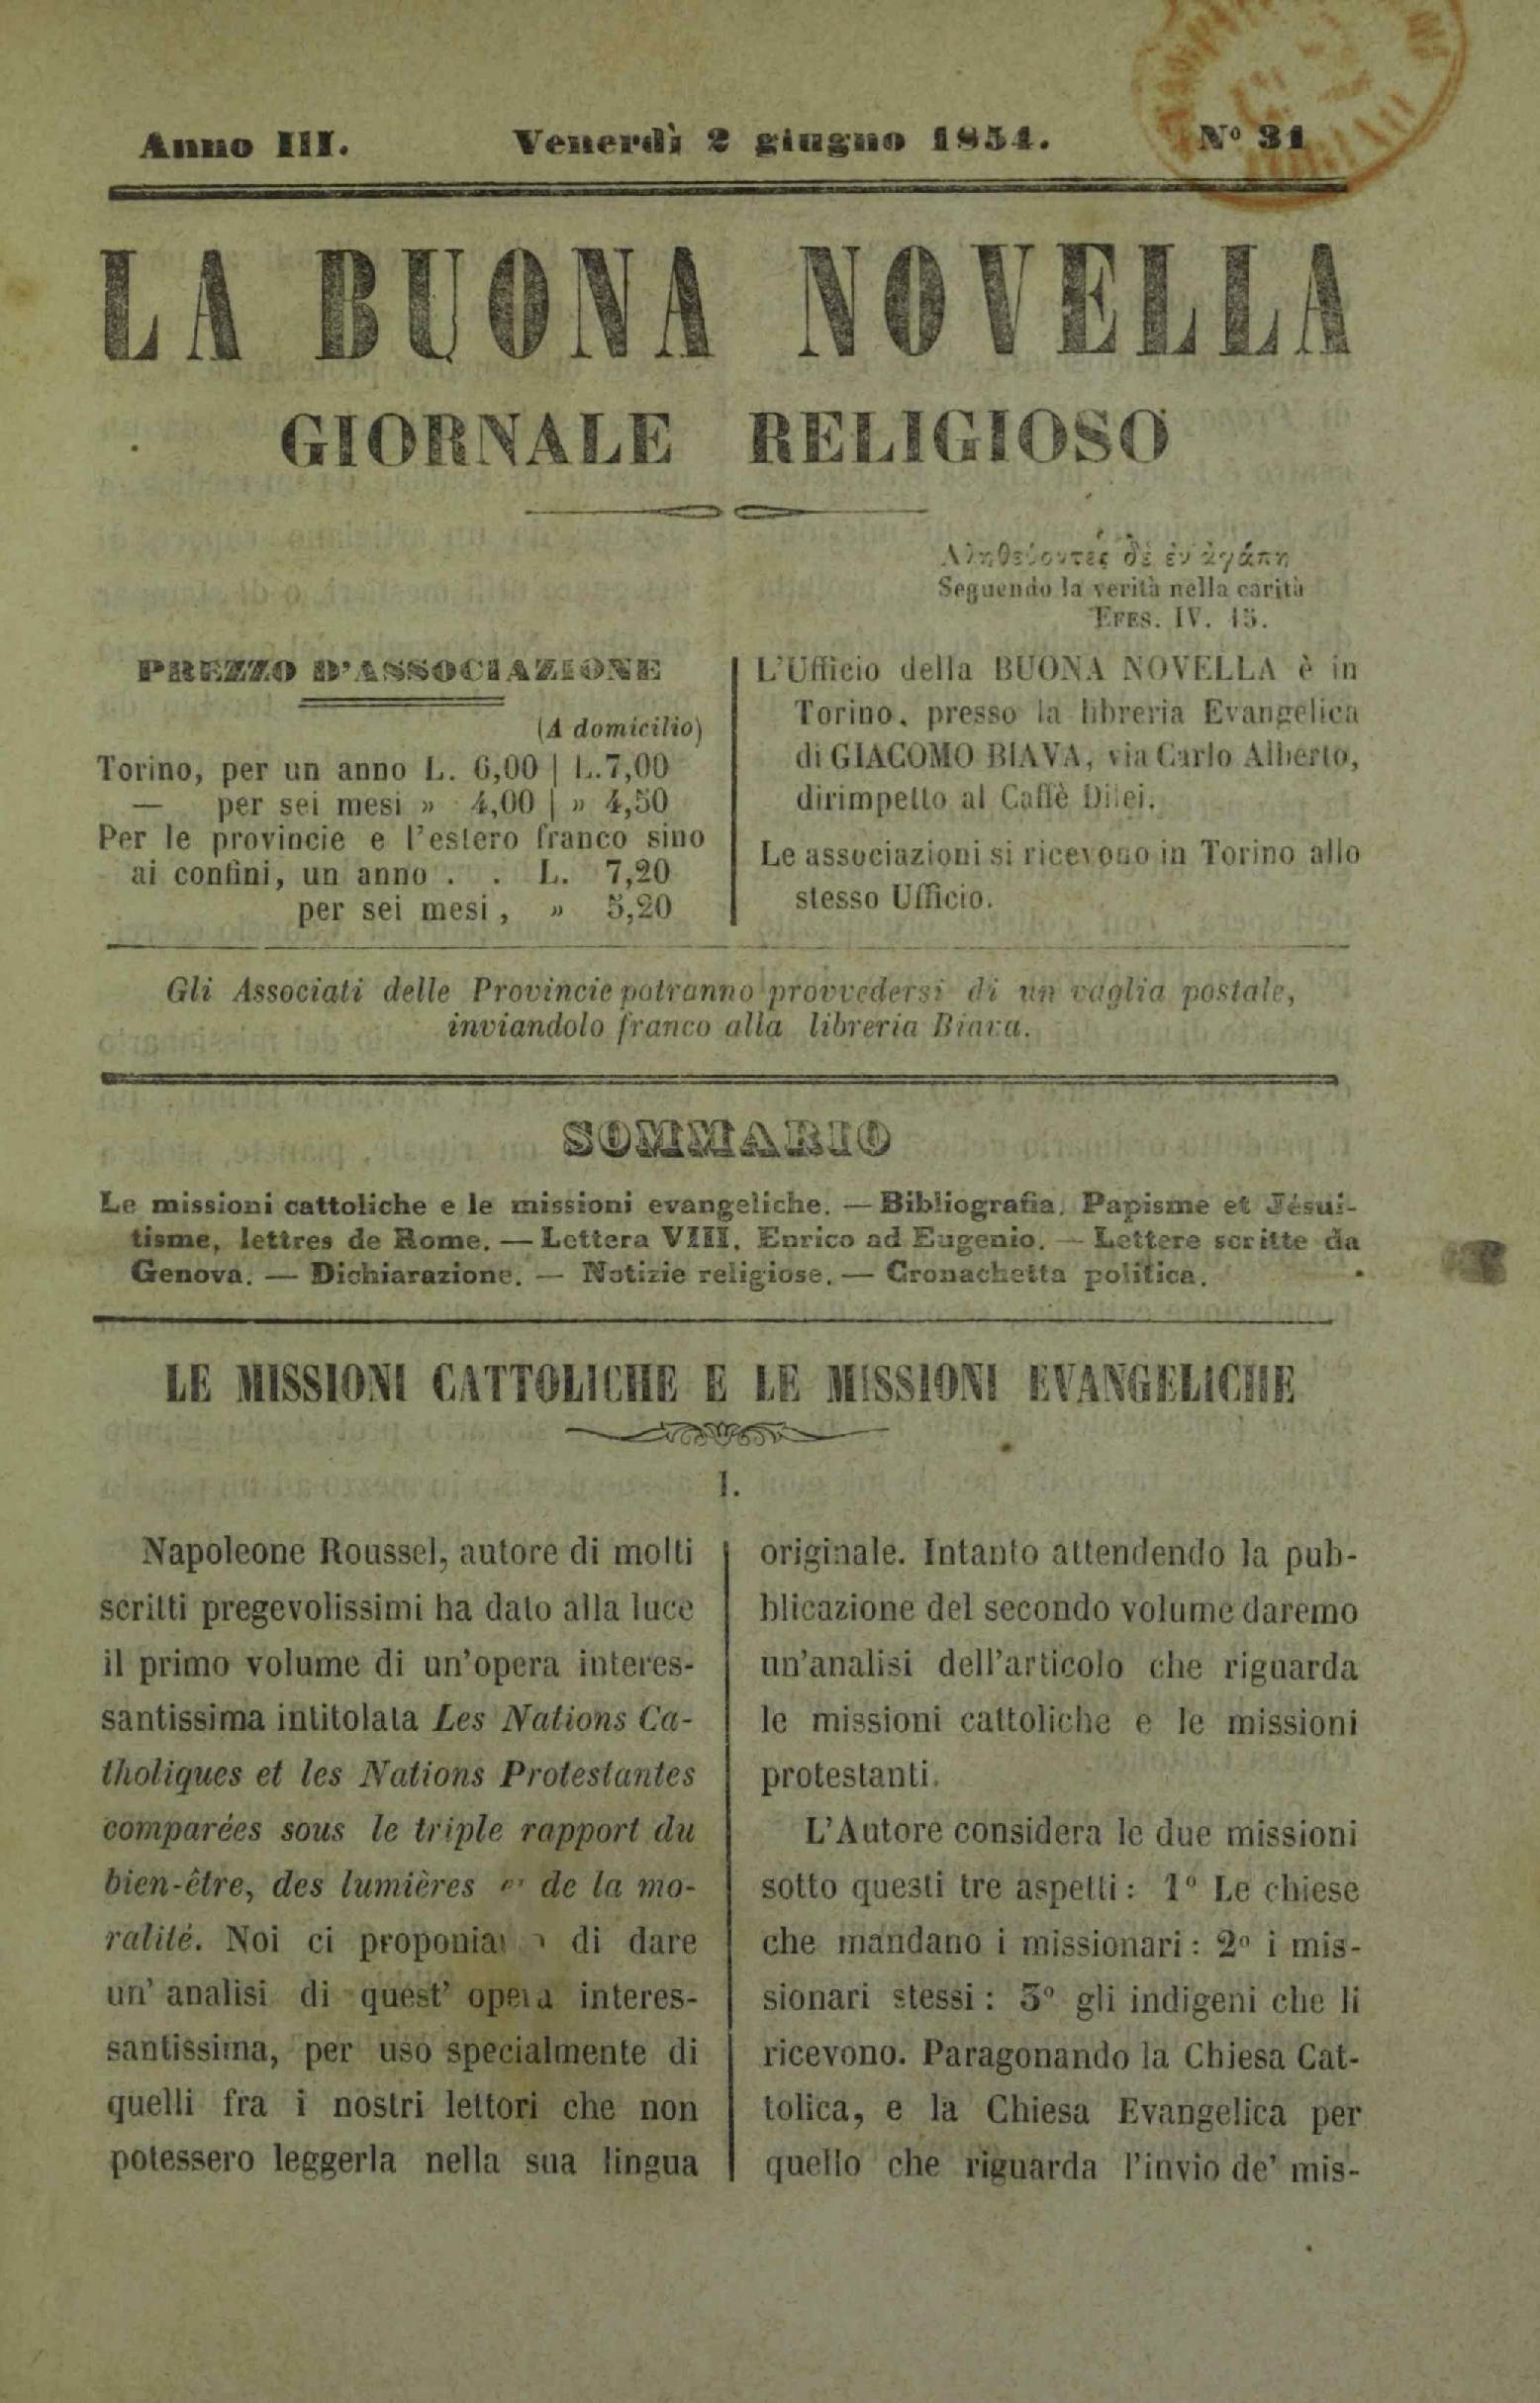 Anno III. Venerdì 2 giugno 1854. Nº 31
LA BUONA NOVELLA
GIORNALE RELIGIOSO
Ἀληθεύοντες δὲ ἐν ἀγάπῃ
Seguendo la verità nella carità
EFES. IV. 15.
PREZZO D'ASSOCIAZIONE
(A domicilio)
Torino, per un anno L. 6,00 | L.7,00
— per sei mesi » 4,00 | » 4,50
Per le provincie e l'estero franco sino
ai confini, un anno . . L. 7,20
per sei mesi, » 5,20
L'Ufficio della BUONA NOVELLA è in
Torino, presso la libreria Evangelica
di GIACOMO BIAVA, via Carlo Alberto,
dirimpetto al Caffè Dilei.
Le associazioni si ricevono in Torino allo
stesso Ufficio.
Gli Associati delle Provincie potranno provvedersi di un vaglia postale,
inviandolo franco alla libreria Biava.
SOMMARIO
Le missioni cattoliche e le missioni evangeliche. — Bibliografia. Papisme et Jésui-
tisme, lettres de Rome. — Lettera VIII. Enrico ad Eugenio. — Lettere scritte da
Genova. — Dichiarazione. — Notizie religiose. — Cronachetta politica.
LE MISSIONI CATTOLICHE E LE MISSIONI EVANGELICHE
I.
Napoleone Roussel, autore di molti
scritti pregevolissimi ha dato alla luce
il primo volume di un'opera interes-
santissima intitolata Les Nations Ca-
tholiques et les Nations Protestantes
comparées sous le triple rapport du
bien-être, des lumières de la mo-
ralité. Noi ci di dare
un' analisi di quest' opera interes-
santissima, per uso specialmente di
quelli fra i nostri lettori che non
potessero leggerla nella sua lingua
originale. Intanto attendendo la pub-
blicazione del secondo volume daremo
un'analisi dell'articolo che riguarda
le missioni cattoliche e le missioni
protestanti.
L'Autore considera le due missioni
sotto questi tre aspetti : 1º Le chiese
che mandano i missionari : 2º i mis-
sionari stessi : 3º gli indigeni che li
ricevono. Paragonando la Chiesa Cat-
tolica, e la Chiesa Evangelica per
quello che riguarda l'invio de' mis-